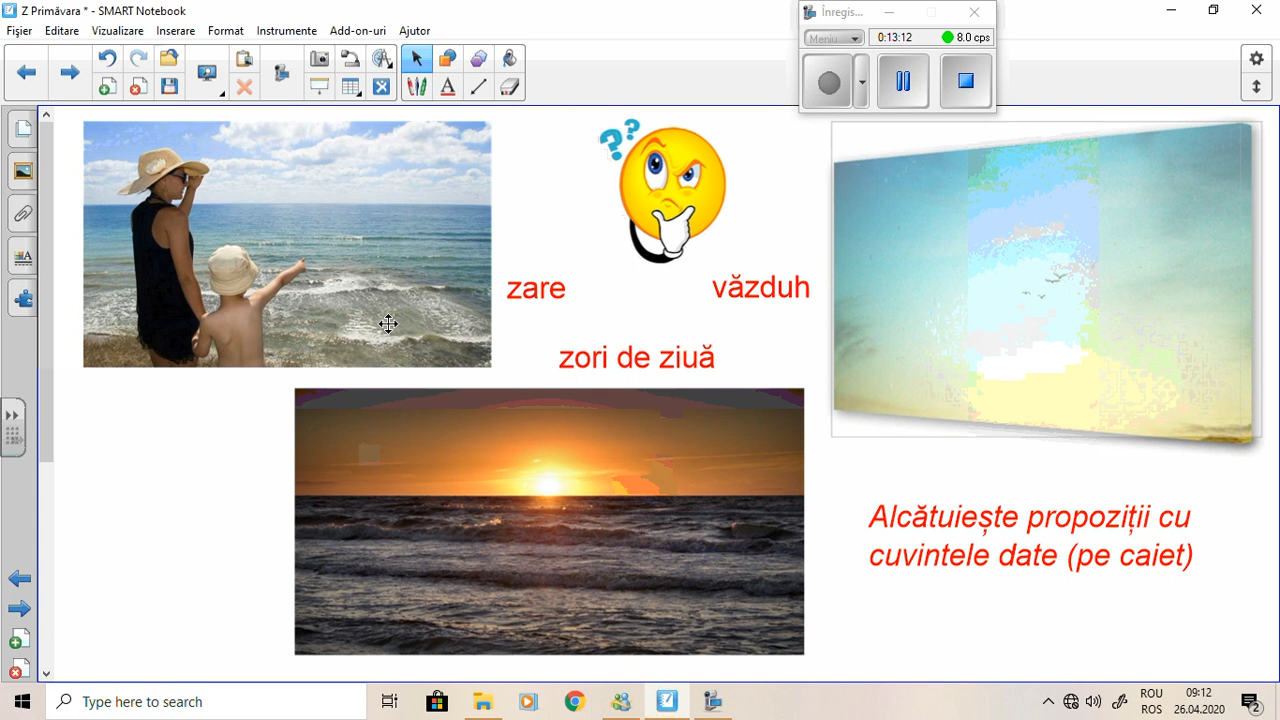 Z Primăvara * - SMART Notebook
Înregis...
Fișier Editare Vizualizare Inserare Format Instrumente Add-on-uri Ajutor
Meniu 0:13:12 8.0 cps
??
zare văzduh
zori de ziuă
Alcătuiește propoziții cu
cuvintele date (pe caiet)
Type here to search
ROU 09:12
ROS 26.04.2020 2